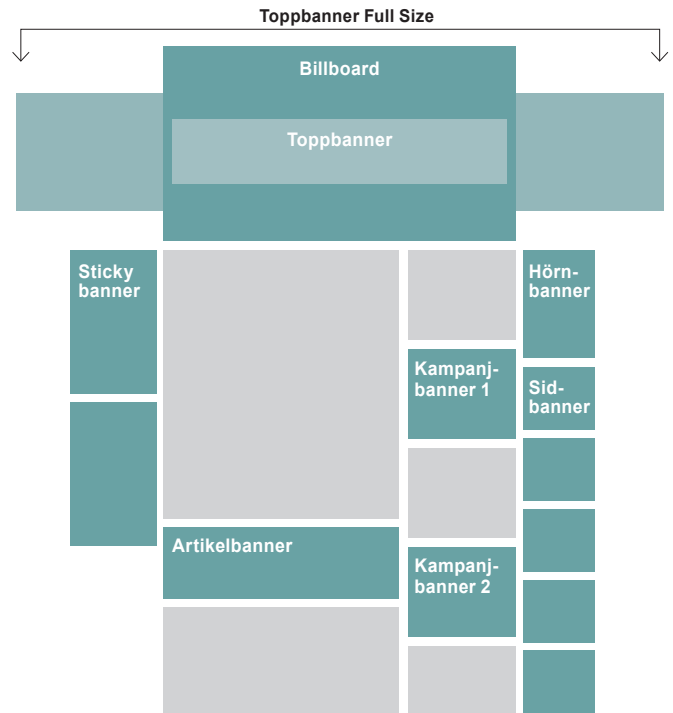 Toppbanner Full Size
Billboard
Toppbanner
Sticky
banner
Hörn-
banner
Kampanj-
banner 1
Sid-
banner
Artikelbanner
Kampanj-
banner 2